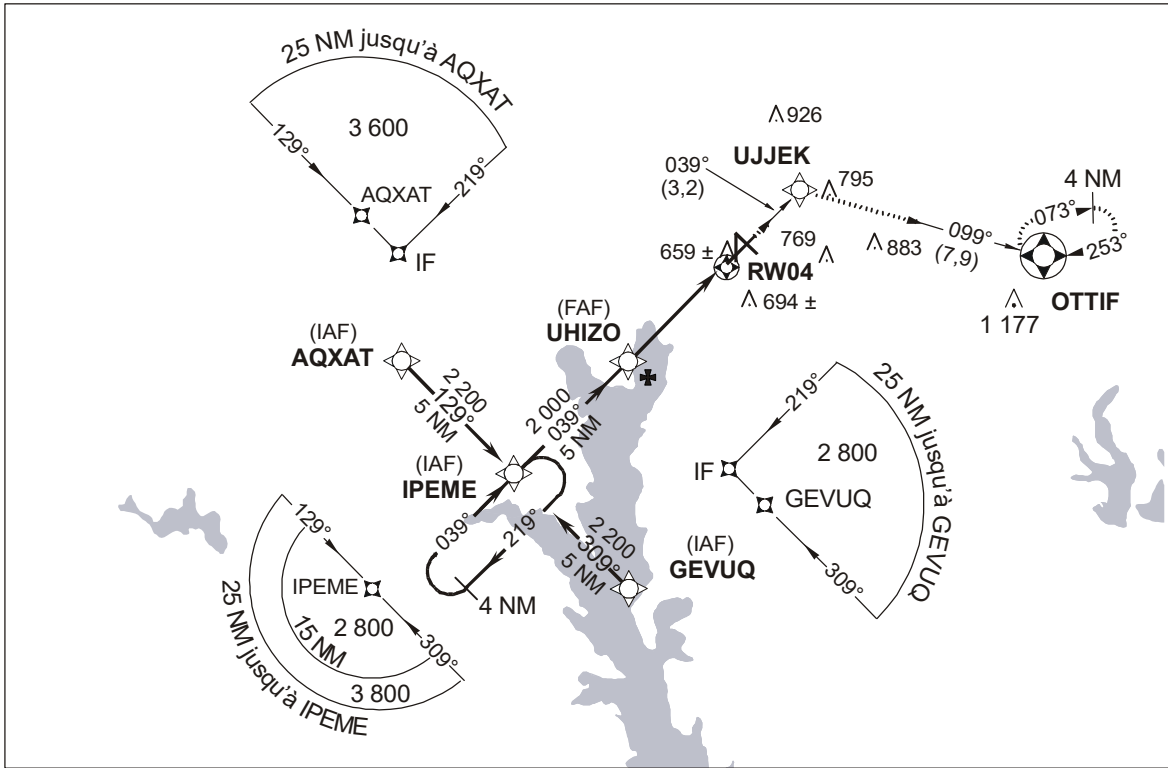 25 NM jusqu'à AQXAT
3 600
129°
219°
AQXAT
IF
926
UJJEK
039°
(3,2)
795
4 NM
073°
253°
099°
(7,9)
883
769
659 ±
RW04
694 ±
OTTIF
1 177
(FAF)
UHIZO
(IAF)
AQXAT
2 200
129°
5 NM
2 000
039°
5 NM
(IAF)
IPEME
039°
219°
4 NM
2 200
309°
5 NM
(IAF)
GEVUQ
219°
25 NM jusqu'à GEVUQ
2 800
IF
GEVUQ
309°
129°
IPEME
2 800
15 NM
309°
3 800
25 NM jusqu'à IPEME